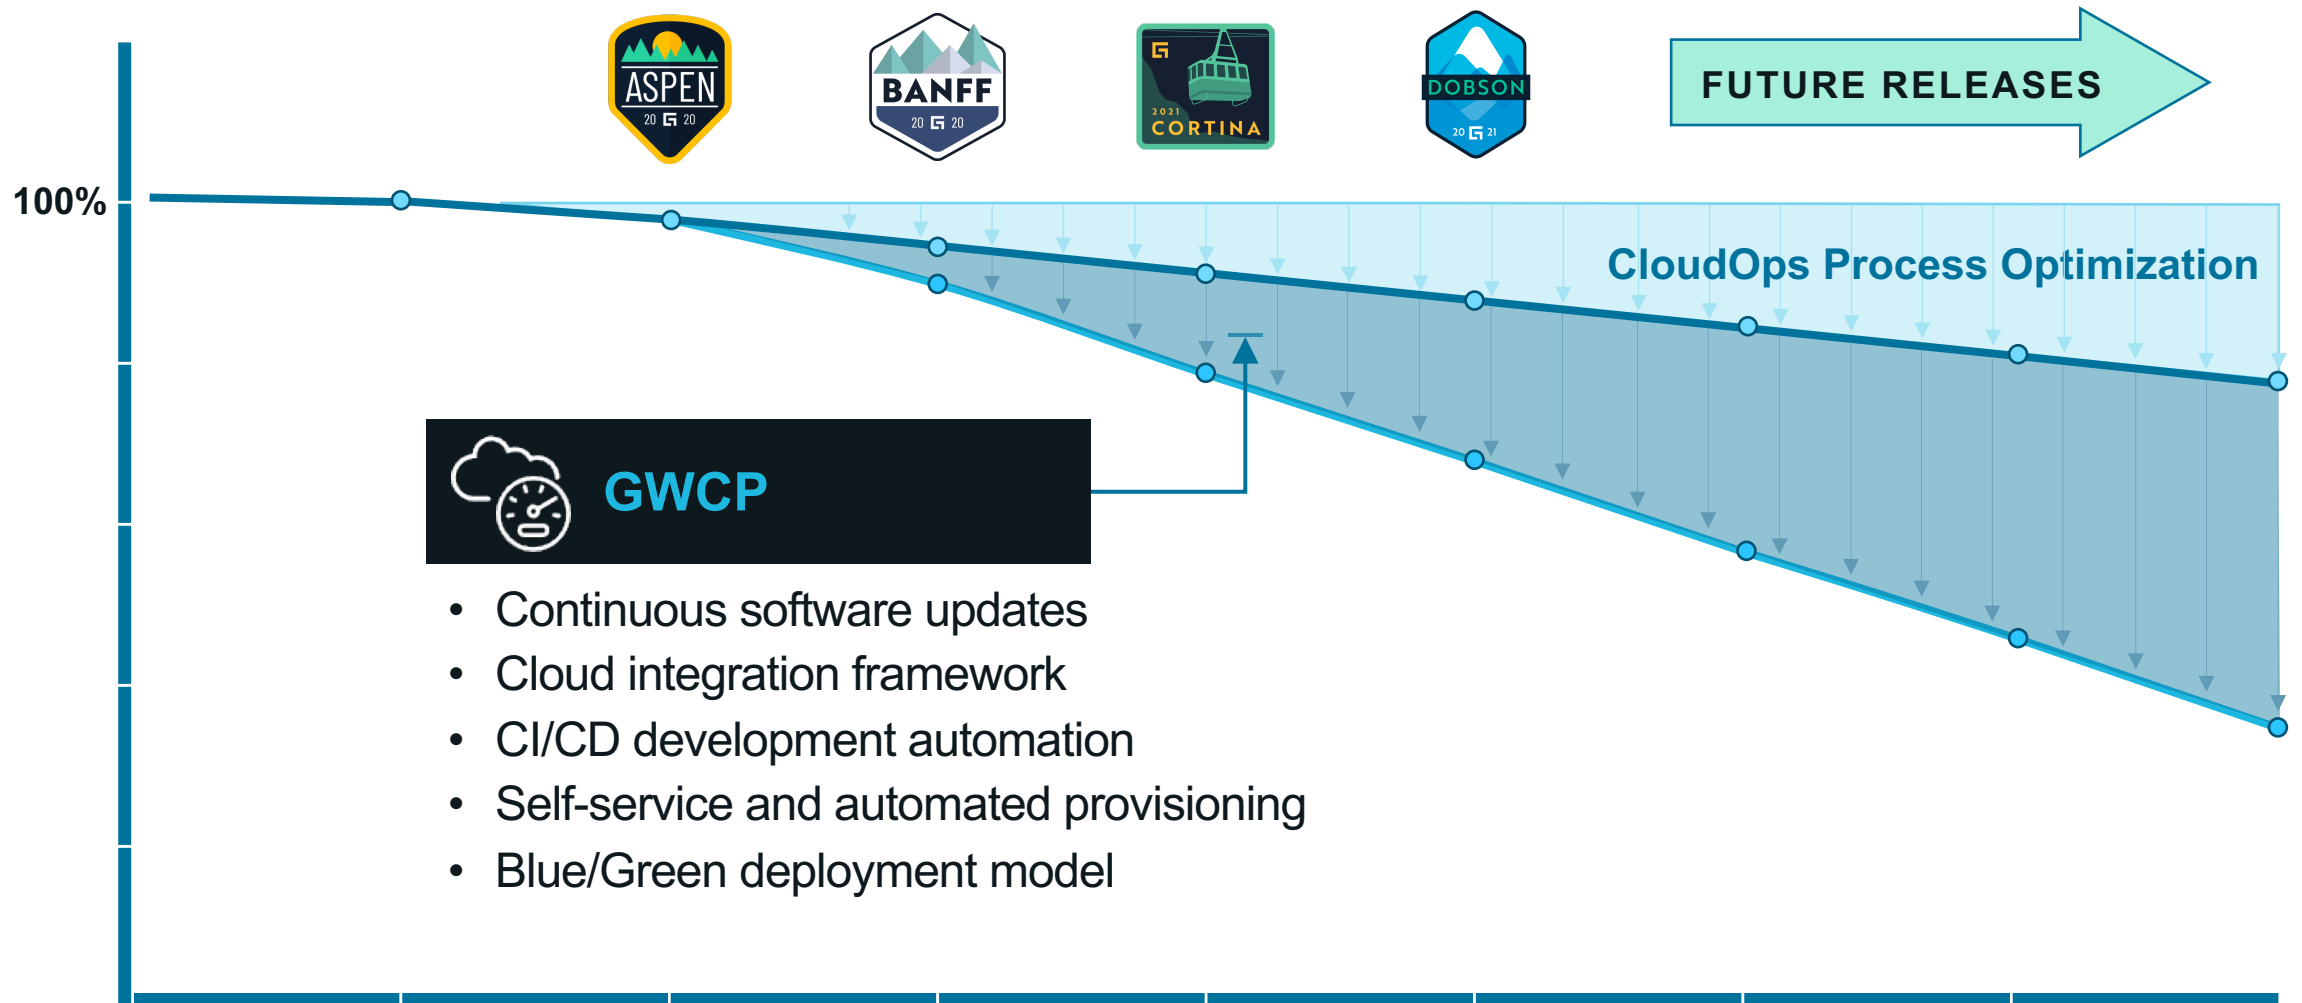 ASPEN
20 20
BANFF
20 20
2021
CORTINA
DOBSON
20 21
FUTURE RELEASES
100%
CloudOps Process Optimization
GWCP
• Continuous software updates
• Cloud integration framework
• CI/CD development automation
• Self-service and automated provisioning
• Blue/Green deployment model